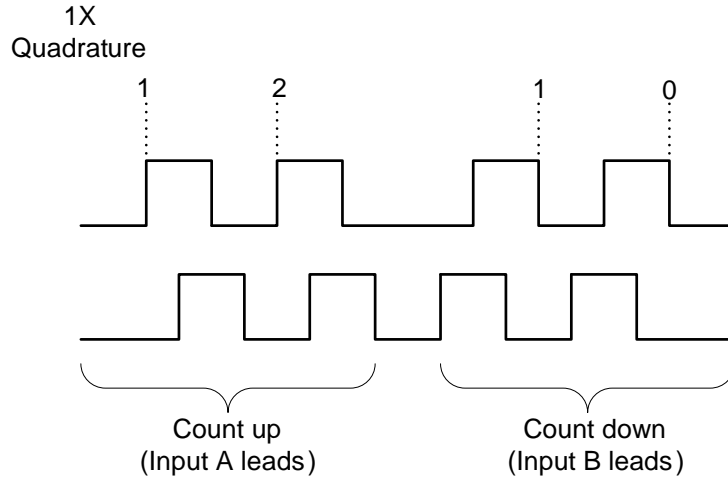 1X
Quadrature
1 2 1 0
Count up
(Input A leads)
Count down
(Input B leads)